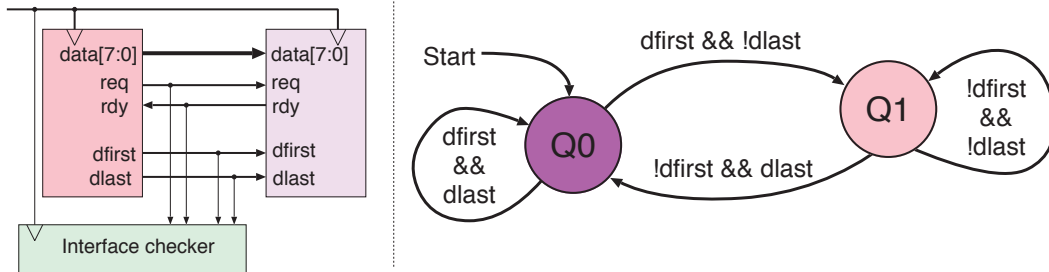 data[7:0]
req
rdy
dfirst
dlast
data[7:0]
req
rdy
dfirst
dlast
Interface checker
Start
dfirst && !dlast
Q0
Q1
dfirst
&&
dlast
!dfirst && dlast
!dfirst
&&
!dlast